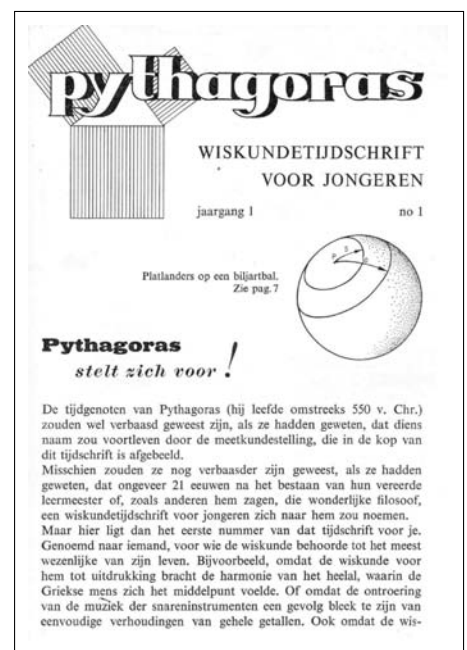 pythagoras
WISKUNDETIJDSCHRIFT
VOOR JONGEREN
jaargang 1 no 1
Platlanders op een biljartbal.
Zie pag.7
Pythagoras
stelt zich voor !
De tijdgenoten van Pythagoras (hij leefde omstreeks 550 v. Chr.)
zouden wel verbaasd geweest zijn, als ze hadden geweten, dat diens
naam zou voortleven door de meetkundestelling, die in de kop van
dit tijdschrift is afgebeeld.
Misschien zouden ze nog verbaasder zijn geweest, als ze hadden
geweten, dat ongeveer 21 eeuwen na het bestaan van hun vereerde
leermeester of, zoals anderen hem zagen, die wonderlijke filosoof,
een wiskundetijdschrift voor jongeren zich naar hem zou noemen.
Maar hier ligt dan het eerste nummer van dat tijdschrift voor je.
Genoemd naar iemand, voor wie de wiskunde behoorde tot het meest
wezenlijke van zijn leven. Bijvoorbeeld, omdat de wiskunde voor
hem tot uitdrukking bracht de harmonie van het heelal, waarin de
Griekse mens zich het middelpunt voelde. Of omdat de ontroering
van de muziek der snareninstrumenten een gevolg bleek te zijn van
eenvoudige verhoudingen van gehele getallen. Ook omdat de wis-